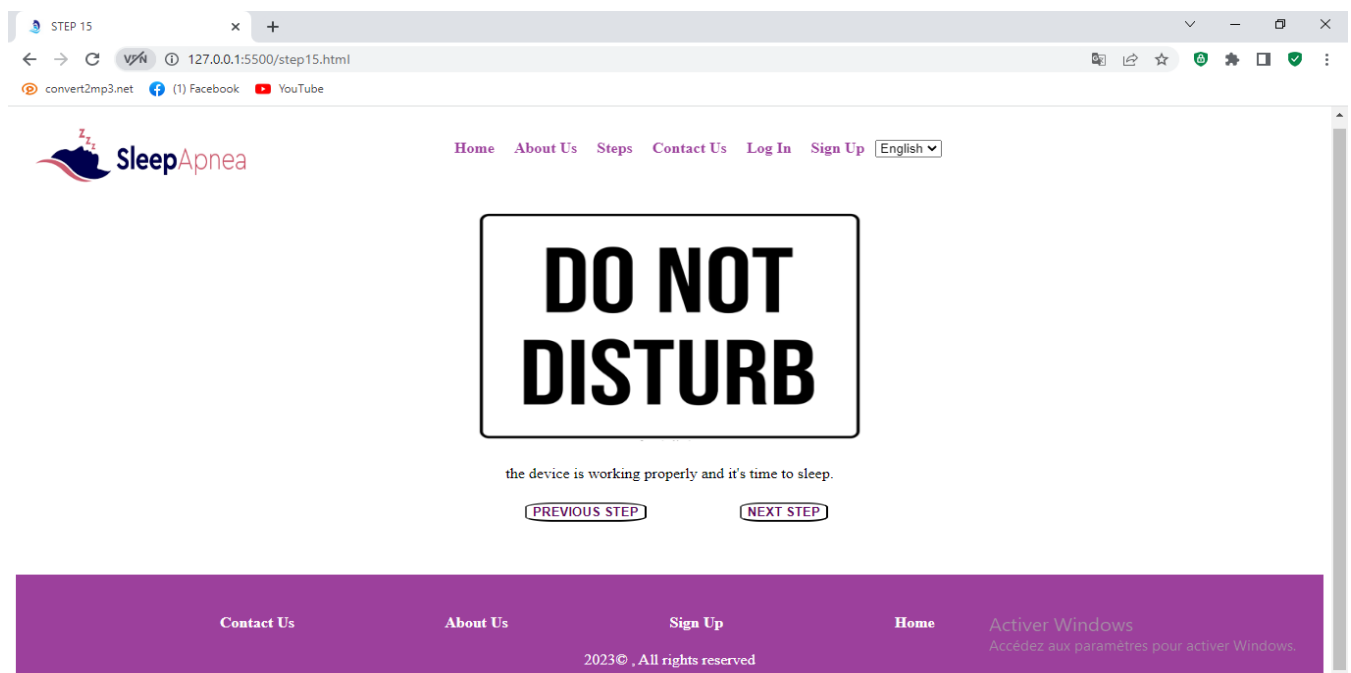 STEP 15
VPN 127.0.0.1:5500/step15.html
convert2mp3.net (1) Facebook YouTube
z z z
SleepApnea
Home About Us Steps Contact Us Log In Sign Up English
DO NOT
DISTURB
the device is working properly and it's time to sleep.
PREVIOUS STEP NEXT STEP
Contact Us About Us Sign Up Home
Activer Windows
Accédez aux paramètres pour activer Windows.
2023© , All rights reserved